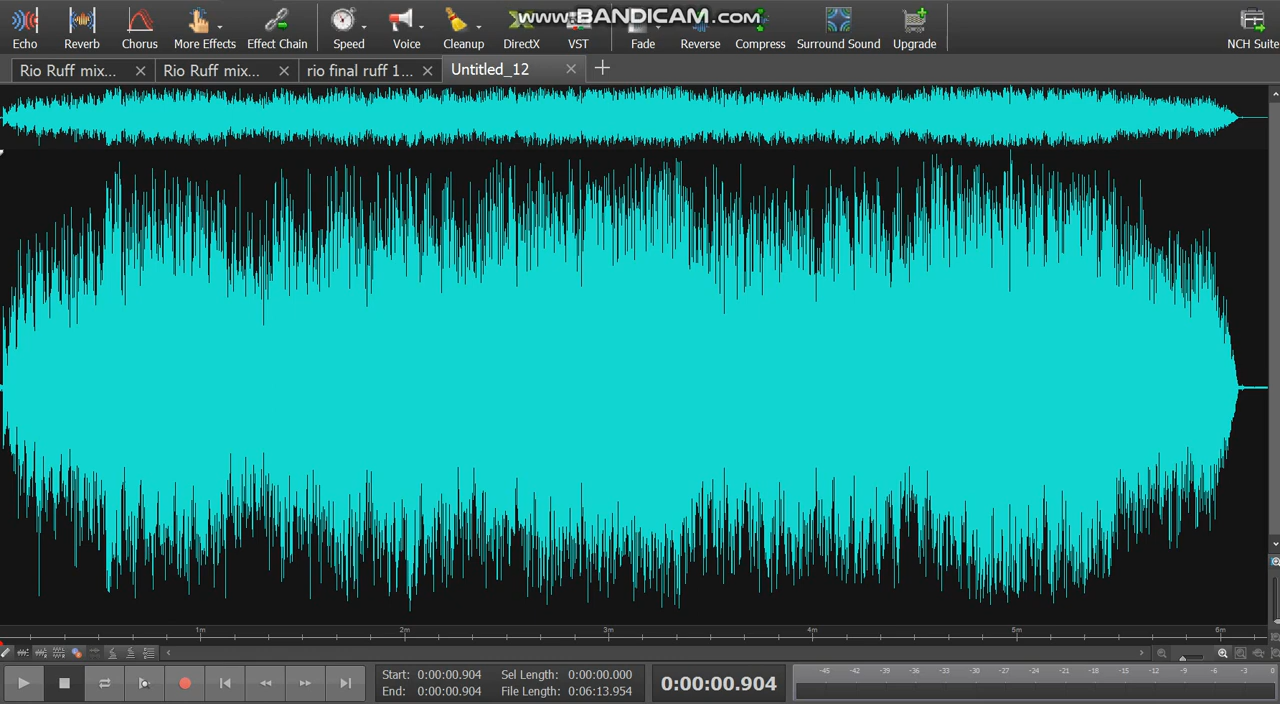 www.BANDICAM.com
Echo Reverb Chorus More Effects Effect Chain Speed Voice Cleanup DirectX VST Fade Reverse Compress Surround Sound Upgrade NCH Suite
Rio Ruff mix... Rio Ruff mix... rio final ruff 1... Untitled_12
1m 2m 3m 4m 5m 6m
Start: 0:00:00.904 Sel Length: 0:00:00.000
End: 0:00:00.904 File Length: 0:06:13.954
0:00:00.904
-45 -42 -39 -36 -33 -30 -27 -24 -21 -18 -15 -12 -9 -6 -3 0